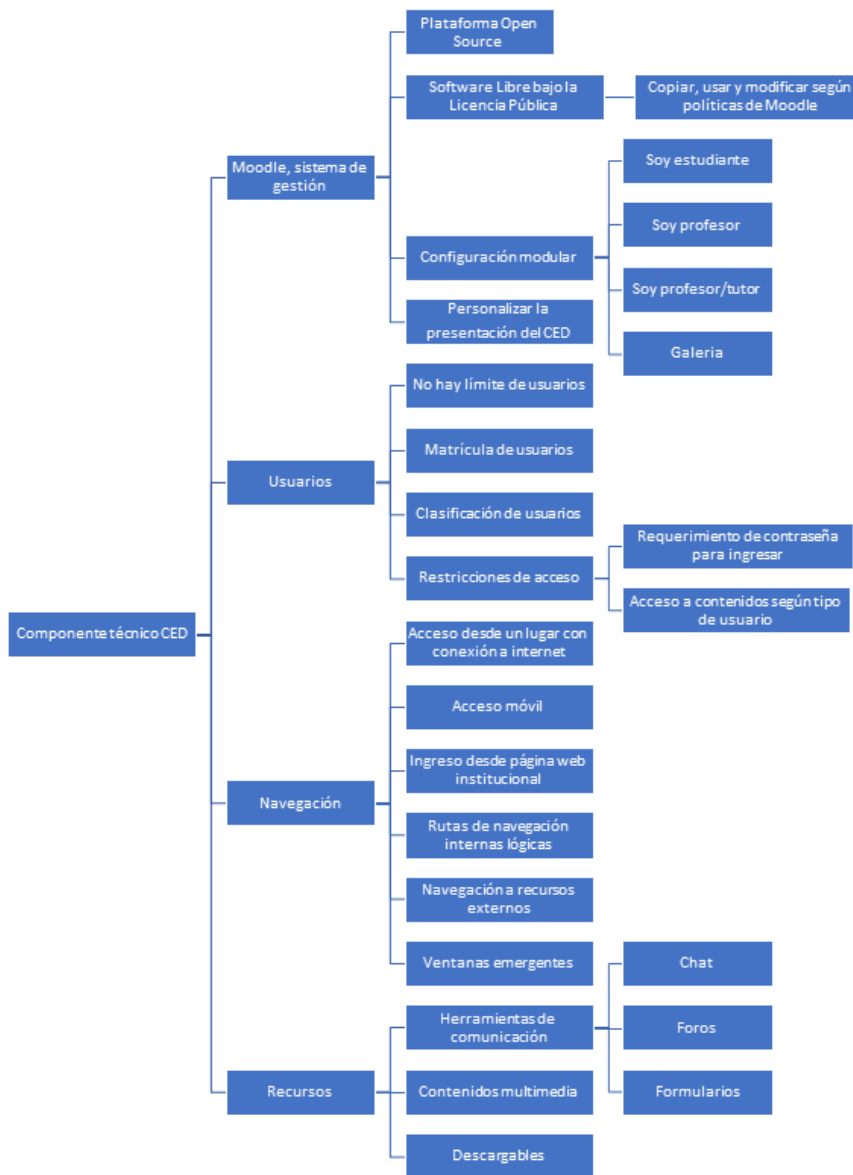 Plataforma Open
Source
Software Libre bajo la
Licencia Pública
Copiar, usar y modificar según
políticas de Moodle
Moodle, sistema de
gestión
Soy estudiante
Soy profesor
Configuración modular
Soy profesor/tutor
Personalizar la
presentación del CED
Galeria
No hay límite de usuarios
Matrícula de usuarios
Usuarios
Clasificación de usuarios
Restricciones de acceso
Requerimiento de contraseña
para ingresar
Acceso a contenidos según tipo
de usuario
Componente técnico CED
Acceso desde un lugar con
conexión a internet
Acceso móvil
Ingreso desde página web
institucional
Navegación
Rutas de navegación
internas lógicas
Navegación a recursos
externos
Ventanas emergentes
Herramientas de
comunicación
Chat
Foros
Formularios
Recursos
Contenidos multimedia
Descargables